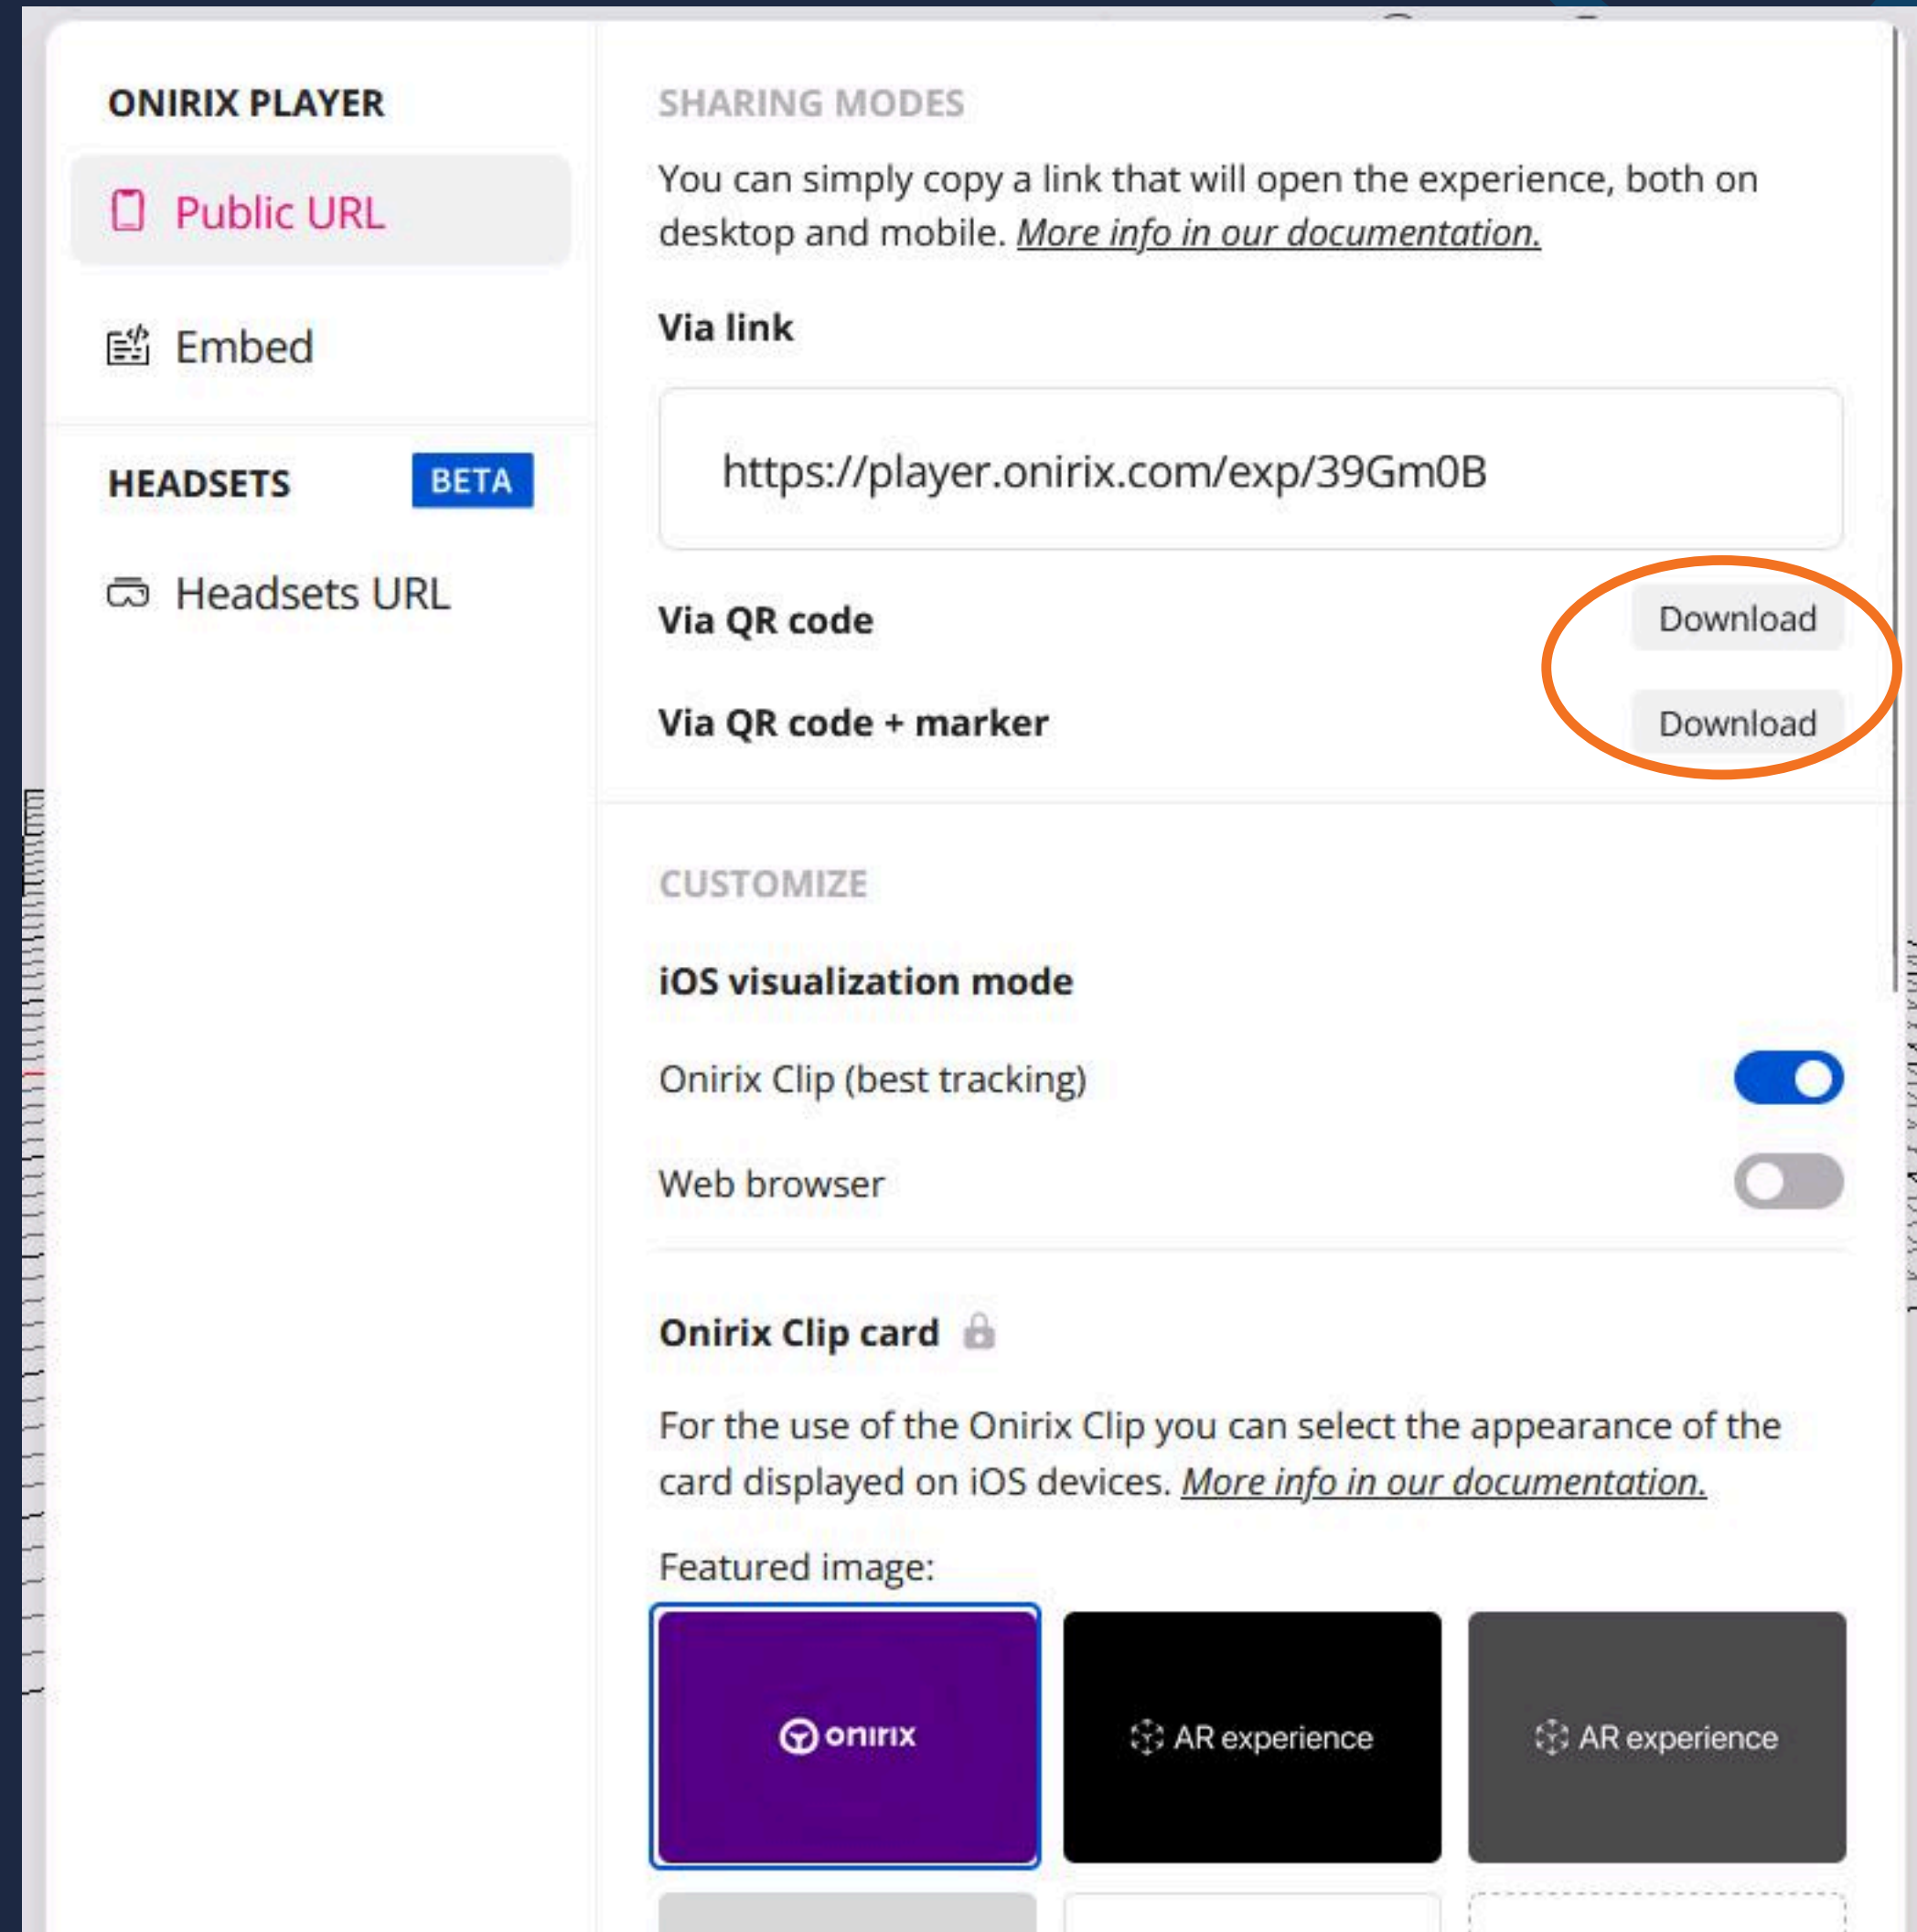 ONIRIX PLAYER
Public URL
Embed
HEADSETS BETA
Headsets URL
SHARING MODES
You can simply copy a link that will open the experience, both on
desktop and mobile. More info in our documentation.
Via link
https://player.onirix.com/exp/39Gm0B
Via QR code Download
Via QR code + marker Download
CUSTOMIZE
iOS visualization mode
Onirix Clip (best tracking)
Web browser
Onirix Clip card
For the use of the Onirix Clip you can select the appearance of the
card displayed on iOS devices. More info in our documentation.
Featured image:
onirix AR experience AR experience